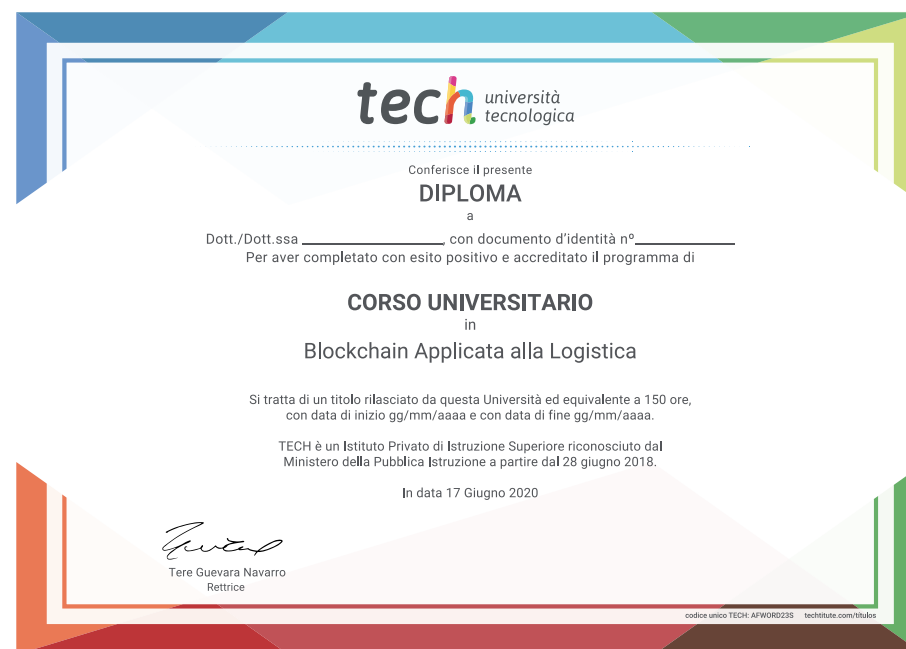 tech università
tecnologica
Conferisce il presente
DIPLOMA
a
Dott./Dott.ssa ____________________, con documento d'identità nº______________
Per aver completato con esito positivo e accreditato il programma di
CORSO UNIVERSITARIO
in
Blockchain Applicata alla Logistica
Si tratta di un titolo rilasciato da questa Università ed equivalente a 150 ore,
con data di inizio gg/mm/aaaa e con data di fine gg/mm/aaaa.
TECH è un Istituto Privato di Istruzione Superiore riconosciuto dal
Ministero della Pubblica Istruzione a partire dal 28 giugno 2018.
In data 17 Giugno 2020
Tere Guevara Navarro
Rettrice
codice unico TECH: AFWORD23S techtitute.com/titulos